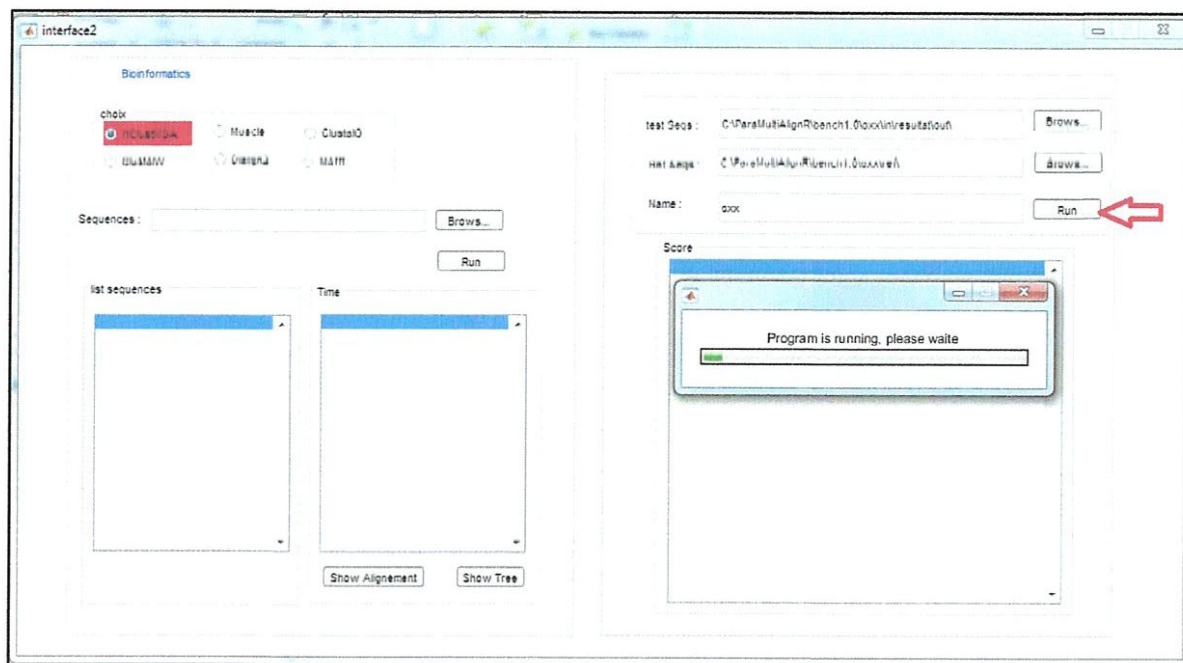 interface2
Bioinformatics
choix
Muscle
ClustalO
Sequences :
Brows...
Run
list sequences
Time
Show Alignement
Show Tree
test Seqs :
Brows...
Brows...
Name :
oxx
Run
Score
Program is running, please waite